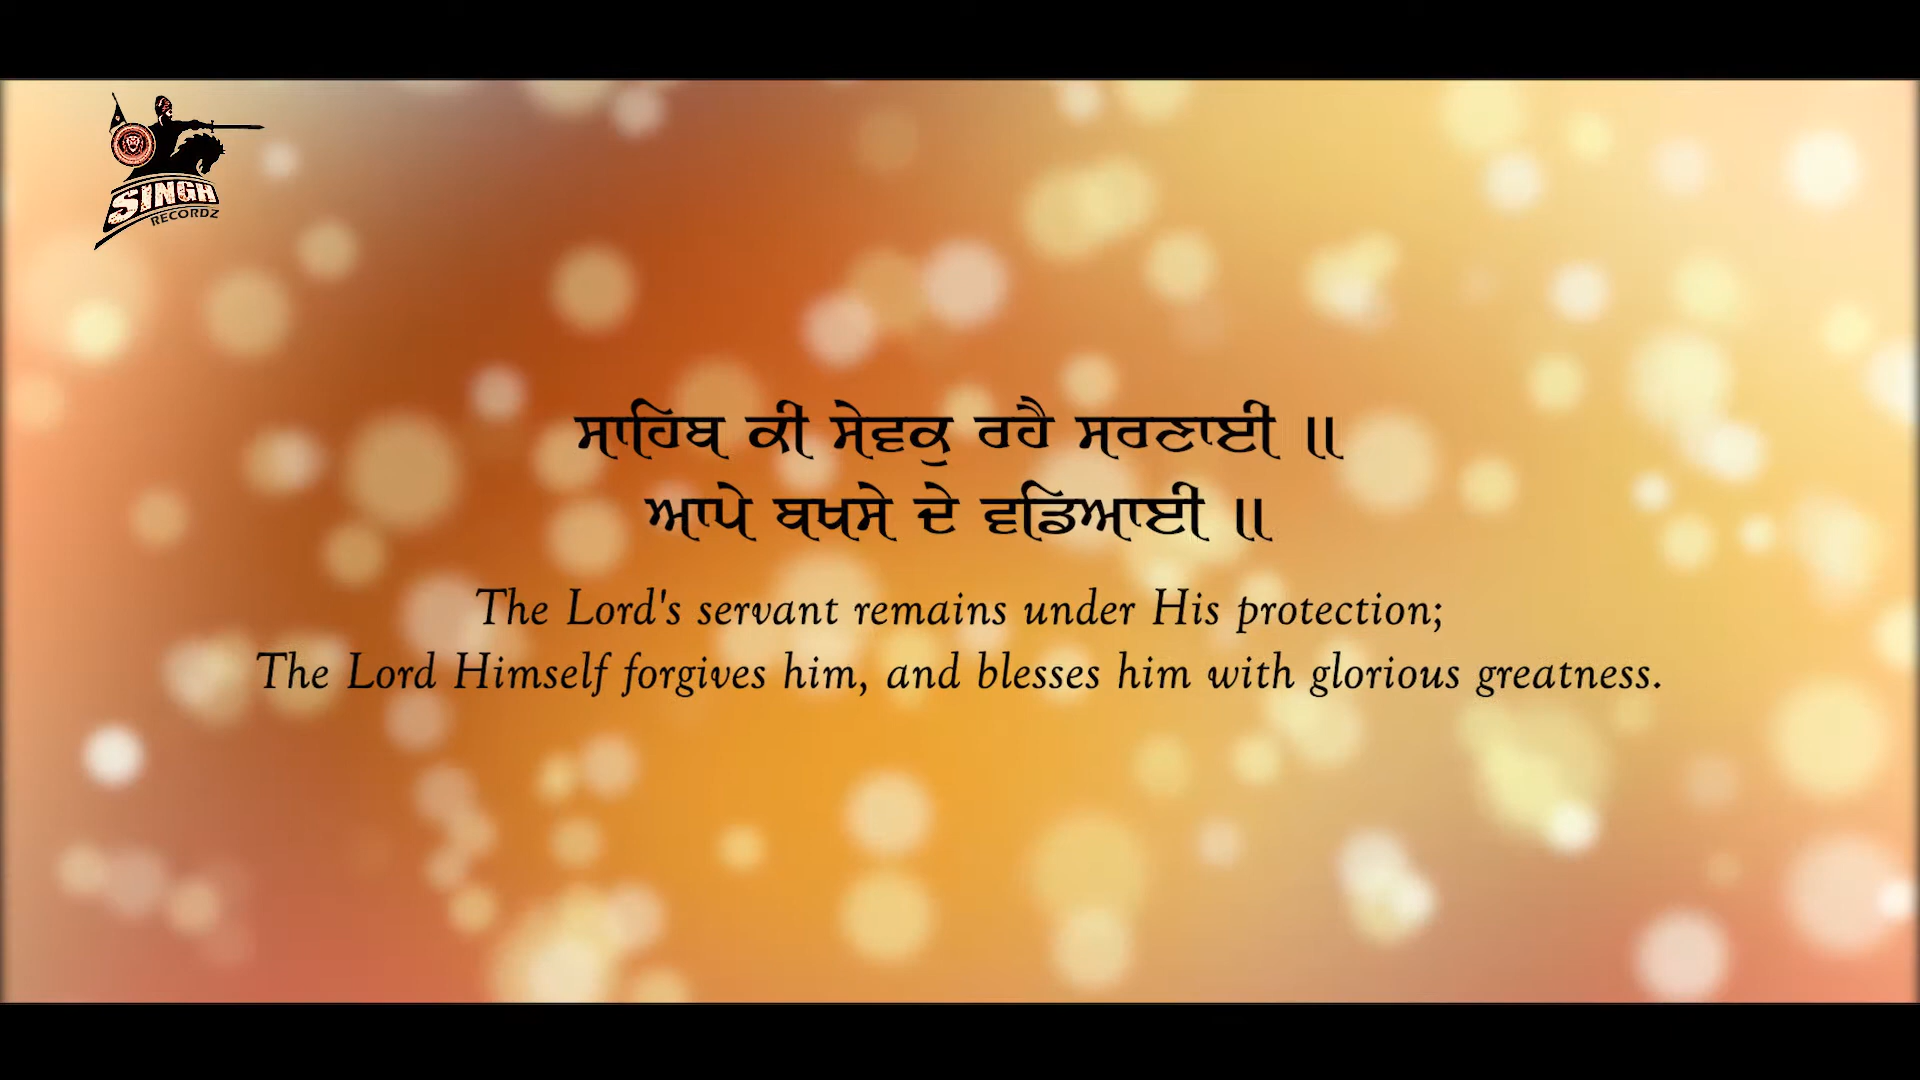 SINGH
RECORDZ
ਸਾਹਿਬ ਕੀ ਸੇਵਕੁ ਰਹੈ ਸਰਣਾਈ ॥
ਆਪੇ ਬਖਸੇ ਦੇ ਵਡਿਆਈ ॥
The Lord's servant remains under His protection;
The Lord Himself forgives him, and blesses him with glorious greatness.